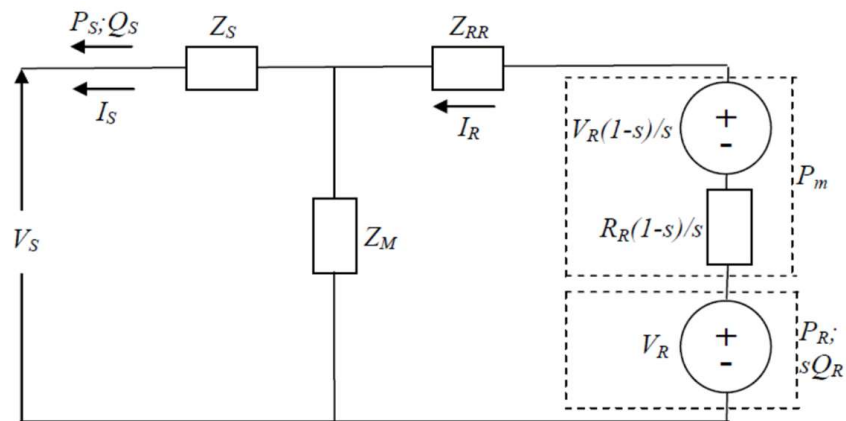 P_S;Q_S
Z_S
Z_RR
I_S
I_R
V_R(1-s)/s
+
-
P_m
R_R(1-s)/s
V_S
Z_M
V_R
+
-
P_R;
sQ_R